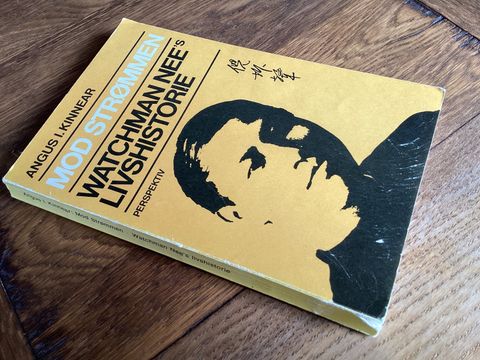 ANGUS I. KINNEAR
MOD STRØMMEN
WATCHMAN NEE's
LIVSHISTORIE
PERSPEKTIV
倪
柝
聲
Angus I. Kinnear · Mod Strømmen Watchman Nee's livshistorie